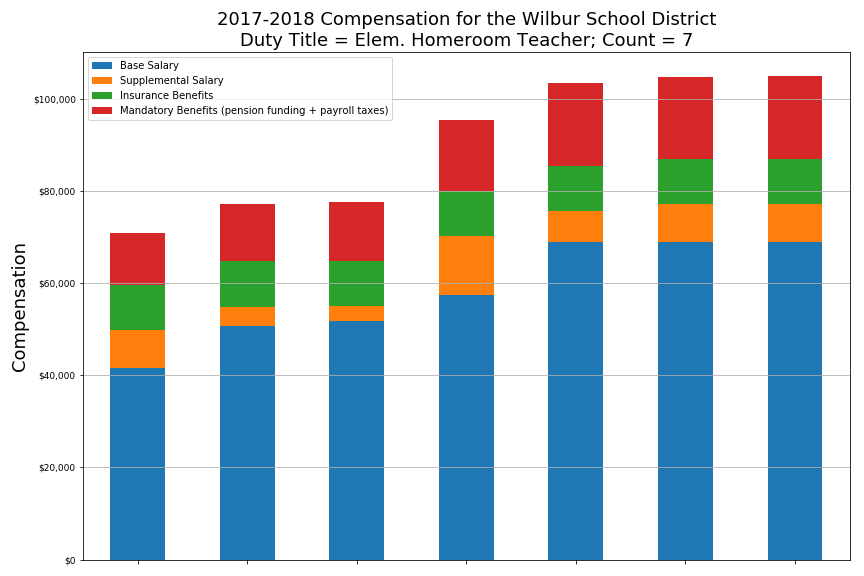 2017-2018 Compensation for the Wilbur School District
Duty Title = Elem. Homeroom Teacher; Count = 7
Base Salary
Supplemental Salary
Insurance Benefits
Mandatory Benefits (pension funding + payroll taxes)
$100,000
$80,000
$60,000
$40,000
$20,000
$0
Compensation